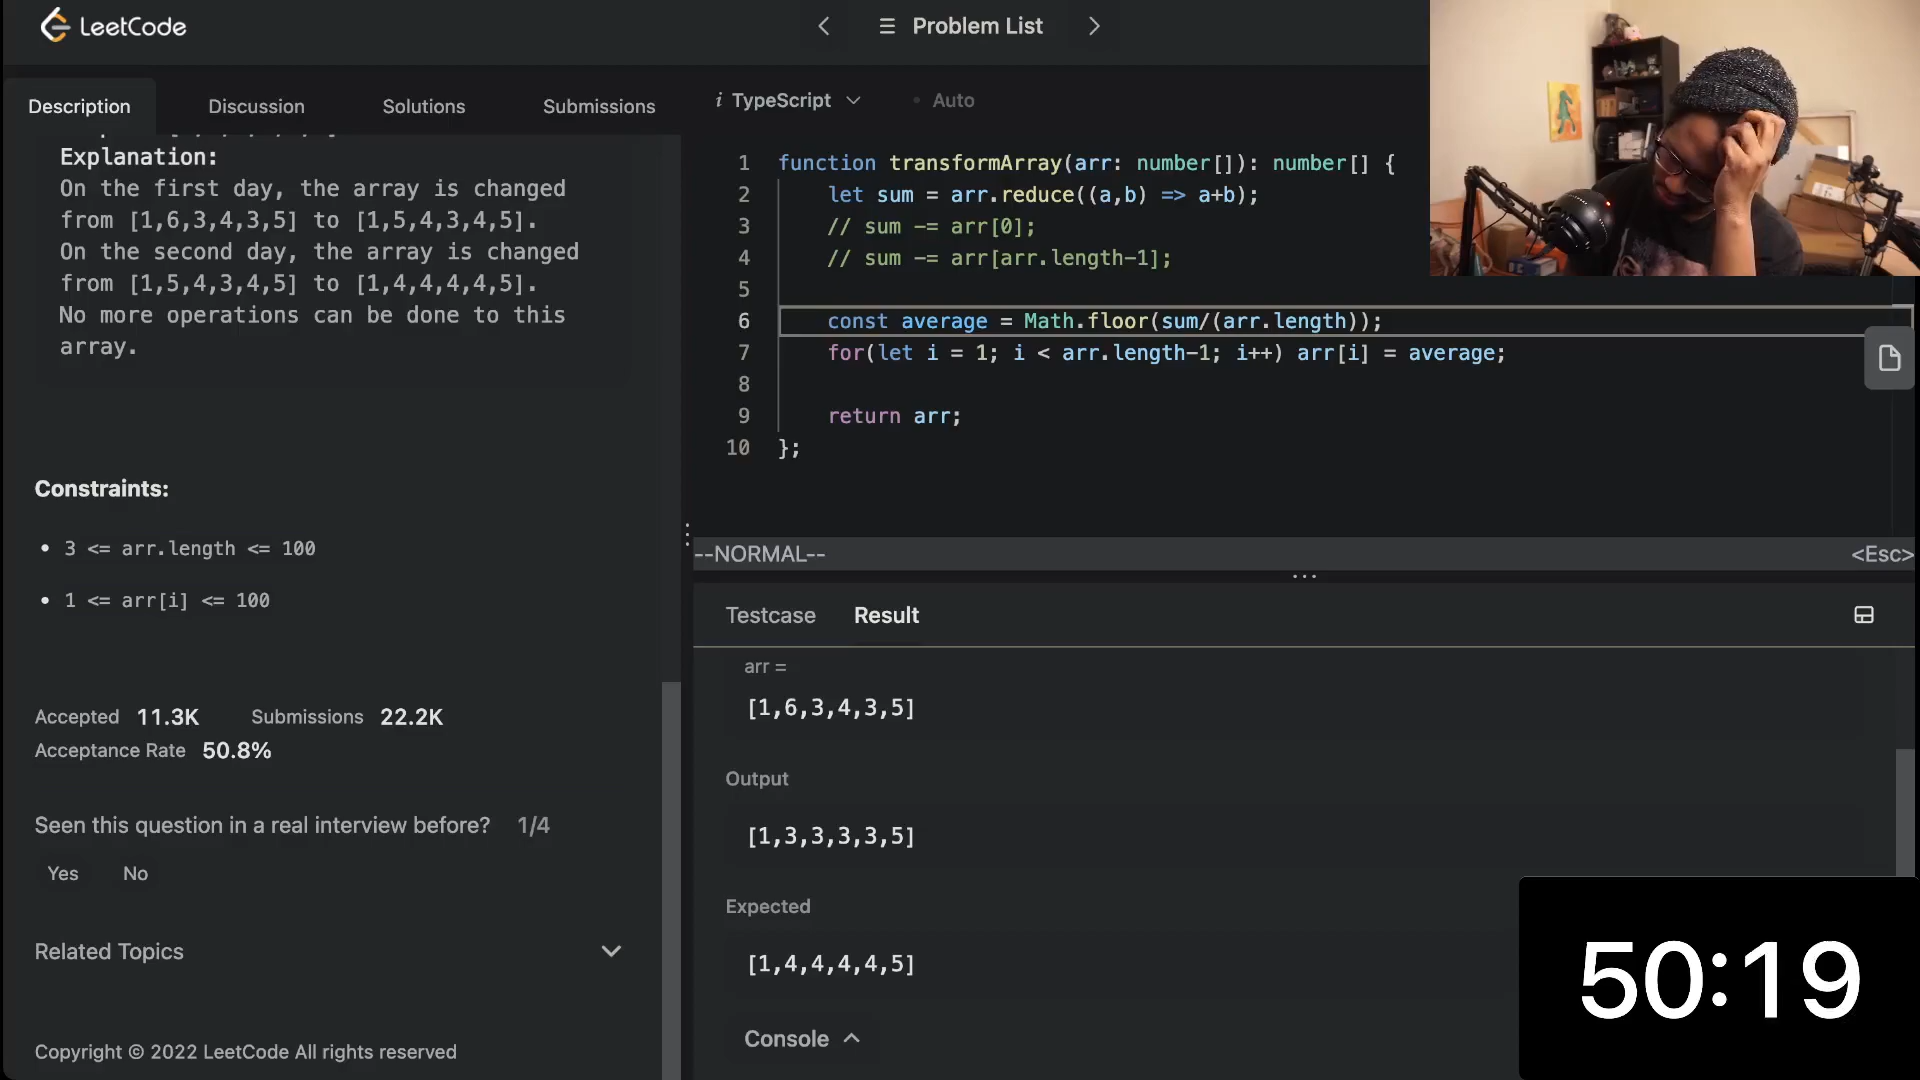 LeetCode
Problem List
Description
Discussion
Solutions
Submissions
Explanation:
On the first day, the array is changed
from [1,6,3,4,3,5] to [1,5,4,3,4,5].
On the second day, the array is changed
from [1,5,4,3,4,5] to [1,4,4,4,4,5].
No more operations can be done to this
array.
Constraints:
• 3 <= arr.length <= 100
• 1 <= arr[i] <= 100
Accepted 11.3K Submissions 22.2K
Acceptance Rate 50.8%
Seen this question in a real interview before? 1/4
Yes No
Related Topics
Copyright © 2022 LeetCode All rights reserved
i TypeScript • Auto
1 function transformArray(arr: number[]): number[] {
2 let sum = arr.reduce((a,b) => a+b);
3 // sum -= arr[0];
4 // sum -= arr[arr.length-1];
5
6 const average = Math.floor(sum/(arr.length));
7 for(let i = 1; i < arr.length-1; i++) arr[i] = average;
8
9 return arr;
10 };
--NORMAL-- <Esc>
Testcase Result
arr =
[1,6,3,4,3,5]
Output
[1,3,3,3,3,5]
Expected
[1,4,4,4,4,5]
Console
50:19